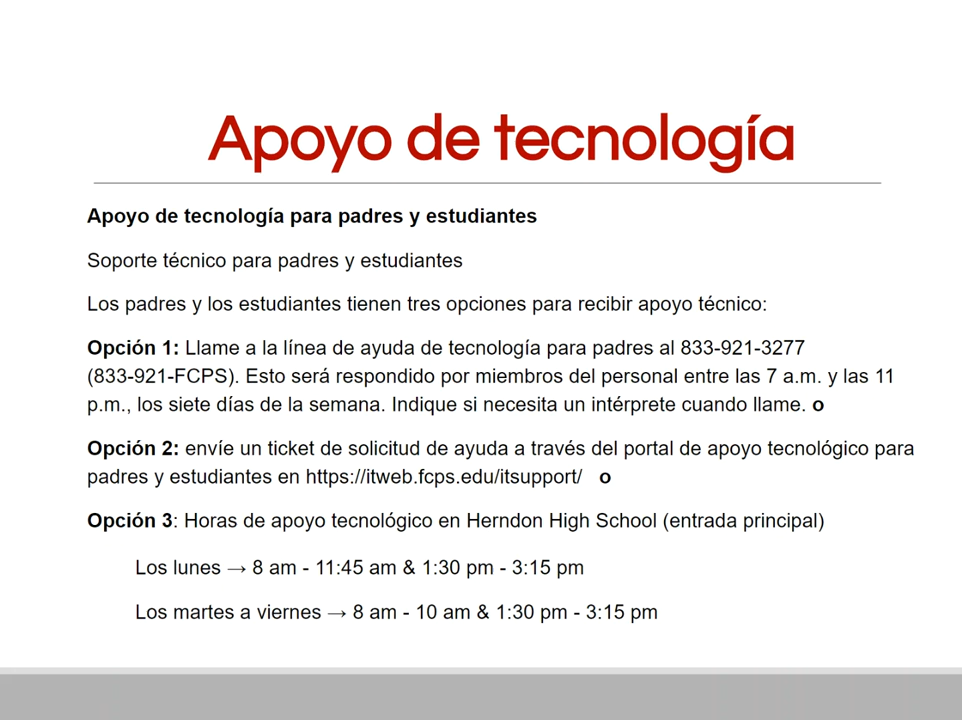 Apoyo de tecnología
Apoyo de tecnología para padres y estudiantes
Soporte técnico para padres y estudiantes
Los padres y los estudiantes tienen tres opciones para recibir apoyo técnico:
Opción 1: Llame a la línea de ayuda de tecnología para padres al 833-921-3277
(833-921-FCPS). Esto será respondido por miembros del personal entre las 7 a.m. y las 11
p.m., los siete días de la semana. Indique si necesita un intérprete cuando llame. o
Opción 2: envíe un ticket de solicitud de ayuda a través del portal de apoyo tecnológico para
padres y estudiantes en https://itweb.fcps.edu/itsupport/ o
Opción 3: Horas de apoyo tecnológico en Herndon High School (entrada principal)
Los lunes → 8 am - 11:45 am & 1:30 pm - 3:15 pm
Los martes a viernes → 8 am - 10 am & 1:30 pm - 3:15 pm